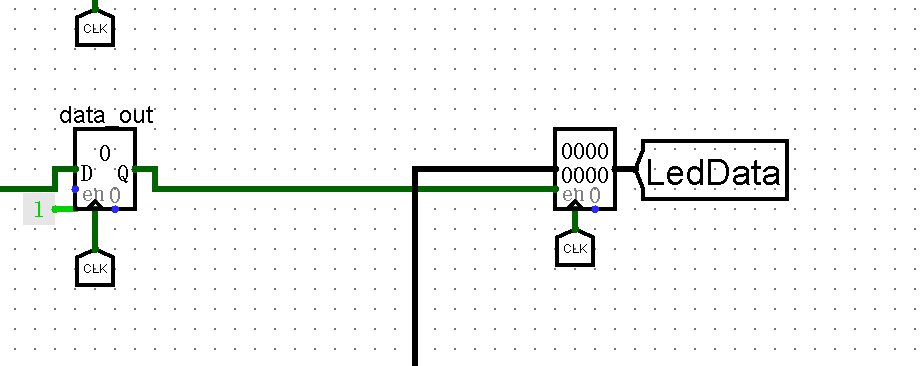 CLK
data_out
0
D Q
en 0
1
CLK
0000
0000
en 0
CLK
LedData